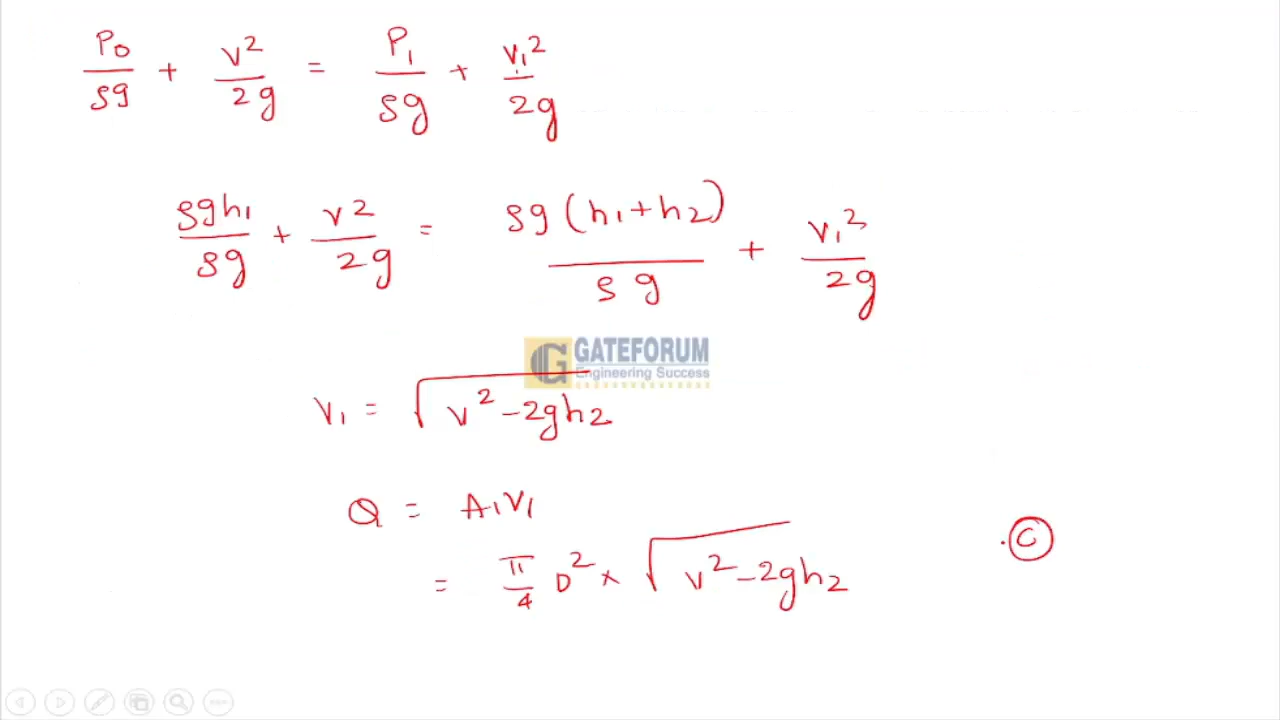 P₀/ρg + v²/2g = P₁/ρg + v₁²/2g
ρgh₁/ρg + v²/2g = ρg(h₁+h₂)/ρg + v₁²/2g
GATEFORUM
Engineering Success
v₁ = √(v²-2gh₂)
Q = A₁V₁
= π/4 D² × √(v²-2gh₂) .C